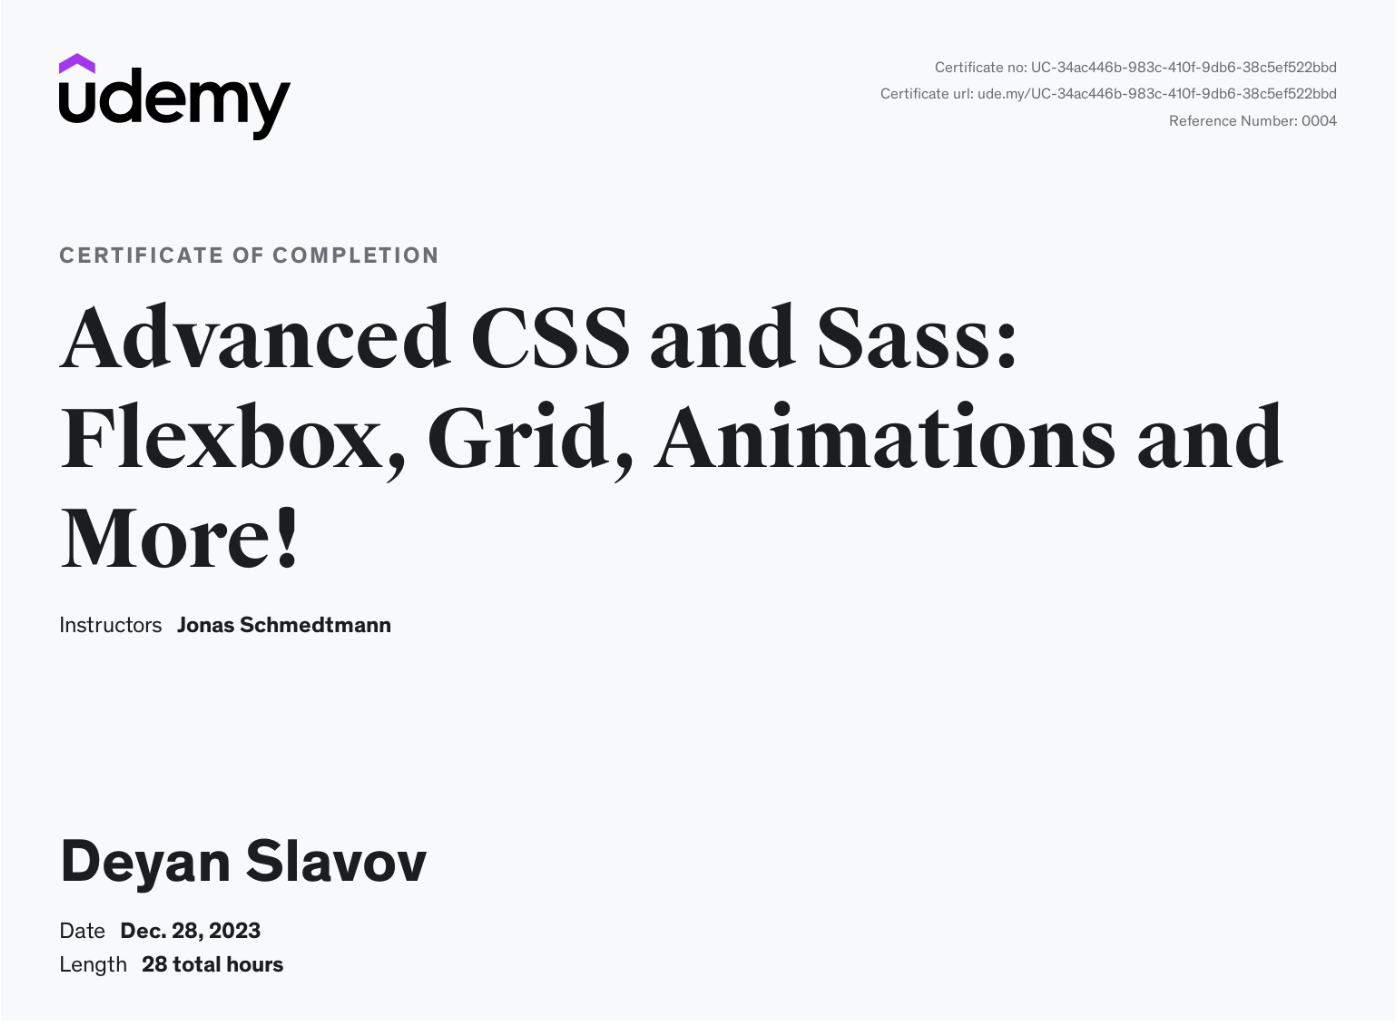 udemy
Certificate no: UC-34ac446b-983c-410f-9db6-38c5ef522bbd
Certificate url: ude.my/UC-34ac446b-983c-410f-9db6-38c5ef522bbd
Reference Number: 0004
CERTIFICATE OF COMPLETION
Advanced CSS and Sass:
Flexbox, Grid, Animations and
More!
Instructors Jonas Schmedtmann
Deyan Slavov
Date Dec. 28, 2023
Length 28 total hours